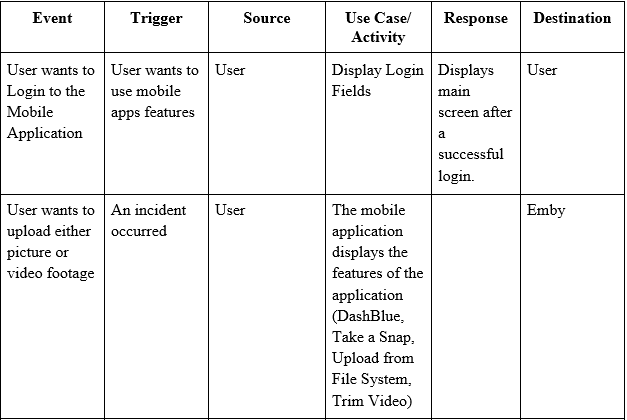 Event Trigger Source Use Case/ Response Destination
Activity
User wants to User wants to User Display Login Displays User
Login to the use mobile Fields main
Mobile apps features screen after
Application a
successful
login.
User wants to An incident User The mobile Emby
upload either occurred application
picture or displays the
video footage features of the
application
(DashBlue,
Take a Snap,
Upload from
File System,
Trim Video)